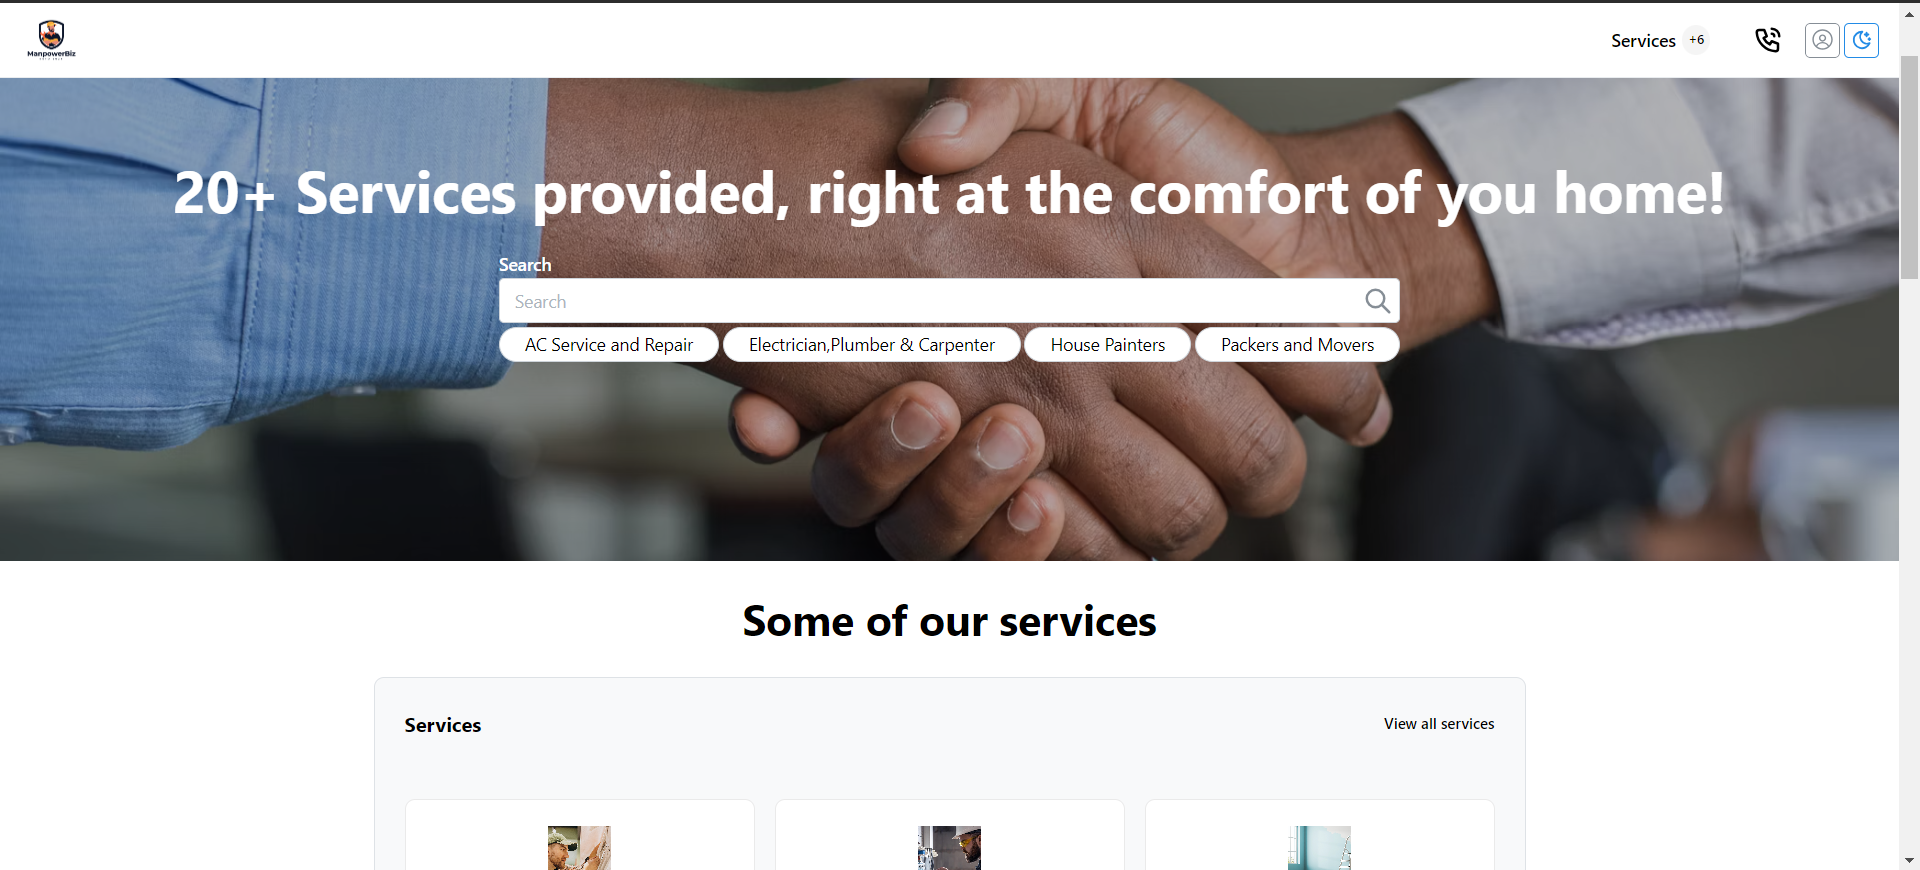 ManpowerBiz
Services +6
20+ Services provided, right at the comfort of you home!
Search
Search
AC Service and Repair
Electrician,Plumber & Carpenter
House Painters
Packers and Movers
Some of our services
Services
View all services